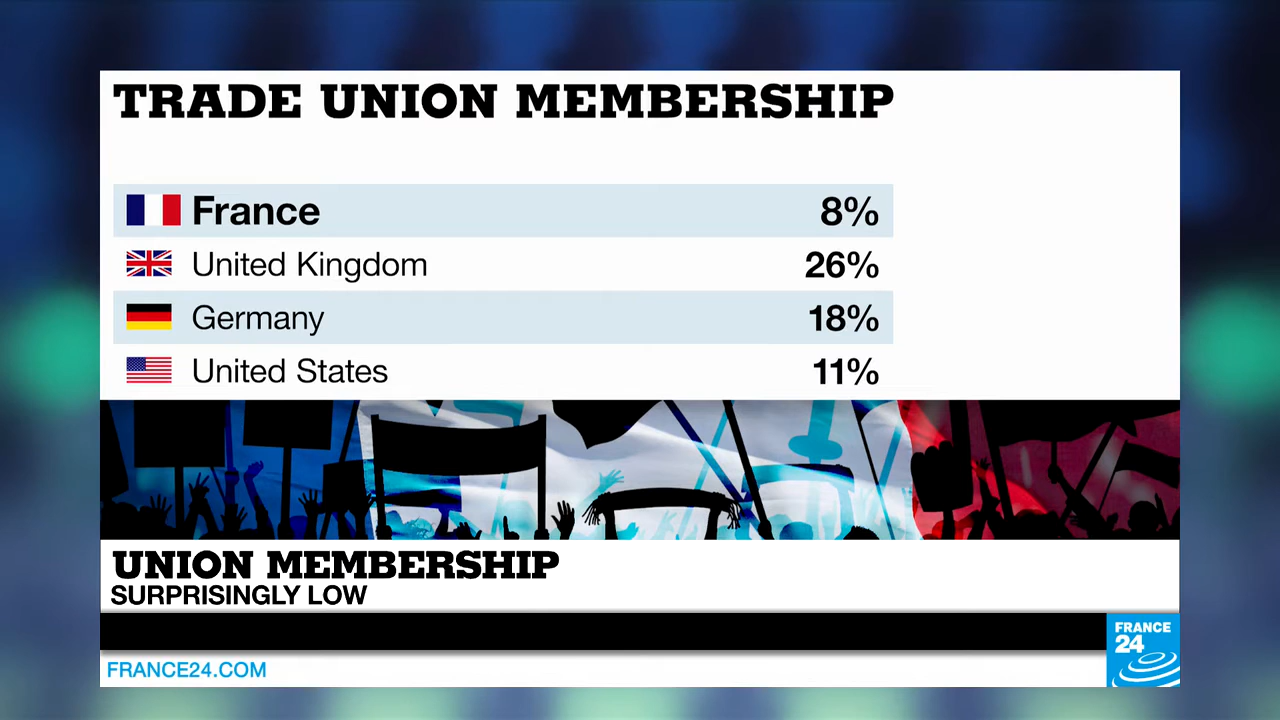 TRADE UNION MEMBERSHIP
France 8%
United Kingdom 26%
Germany 18%
United States 11%
UNION MEMBERSHIP
SURPRISINGLY LOW
FRANCE
24
FRANCE24.COM